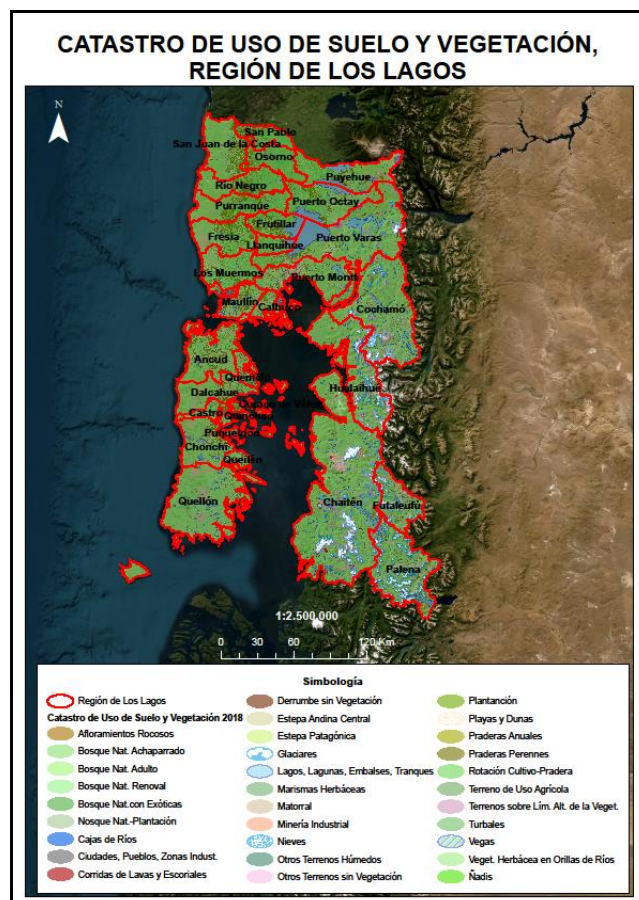 CATASTRO DE USO DE SUELO Y VEGETACIÓN,
REGIÓN DE LOS LAGOS
N
San Pablo
San Juan de la Costa
Osorno
Puyehue
Río Negro
Puerto Octay
Purranque
Frutillar
Fresia
Puerto Varas
Llanquihue
Los Muermos
Puerto Montt
Maullín
Calbuco
Cochamó
Ancud
Quemchi
Hualaihué
Dalcahue
Castro
Puqueldón
Chonchi
Queilén
Quellón
Chaitén
Futaleufú
Palena
1:2.500.000
0 30 60 120 Km
Simbología
Región de Los Lagos
Catastro de Uso de Suelo y Vegetación 2018
Afloramientos Rocosos
Bosque Nat. Achaparrado
Bosque Nat. Adulto
Bosque Nat. Renoval
Bosque Nat.con Exóticas
Nosque Nat.-Plantación
Cajas de Ríos
Ciudades, Pueblos, Zonas Indust.
Corridas de Lavas y Escoriales
Derrumbe sin Vegetación
Estepa Andina Central
Estepa Patagónica
Glaciares
Lagos, Lagunas, Embalses, Tranques
Marismas Herbáceas
Matorral
Minería Industrial
Nieves
Otros Terrenos Húmedos
Otros Terrenos sin Vegetación
Plantanción
Playas y Dunas
Praderas Anuales
Praderas Perennes
Rotación Cultivo-Pradera
Terreno de Uso Agrícola
Terrenos sobre Lím. Alt. de la Veget.
Turbales
Vegas
Veget. Herbácea en Orillas de Ríos
Ñadis